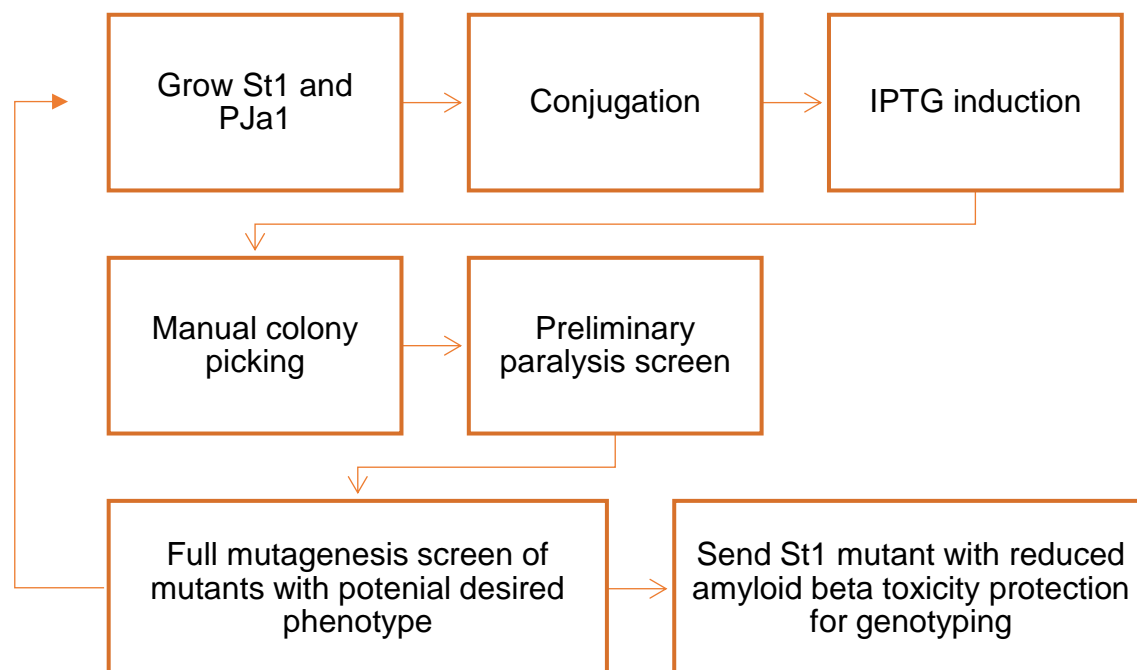 Grow St1 and
PJa1
Conjugation
IPTG induction
Manual colony
picking
Preliminary
paralysis screen
Full mutagenesis screen of
mutants with potenial desired
phenotype
Send St1 mutant with reduced
amyloid beta toxicity protection
for genotyping